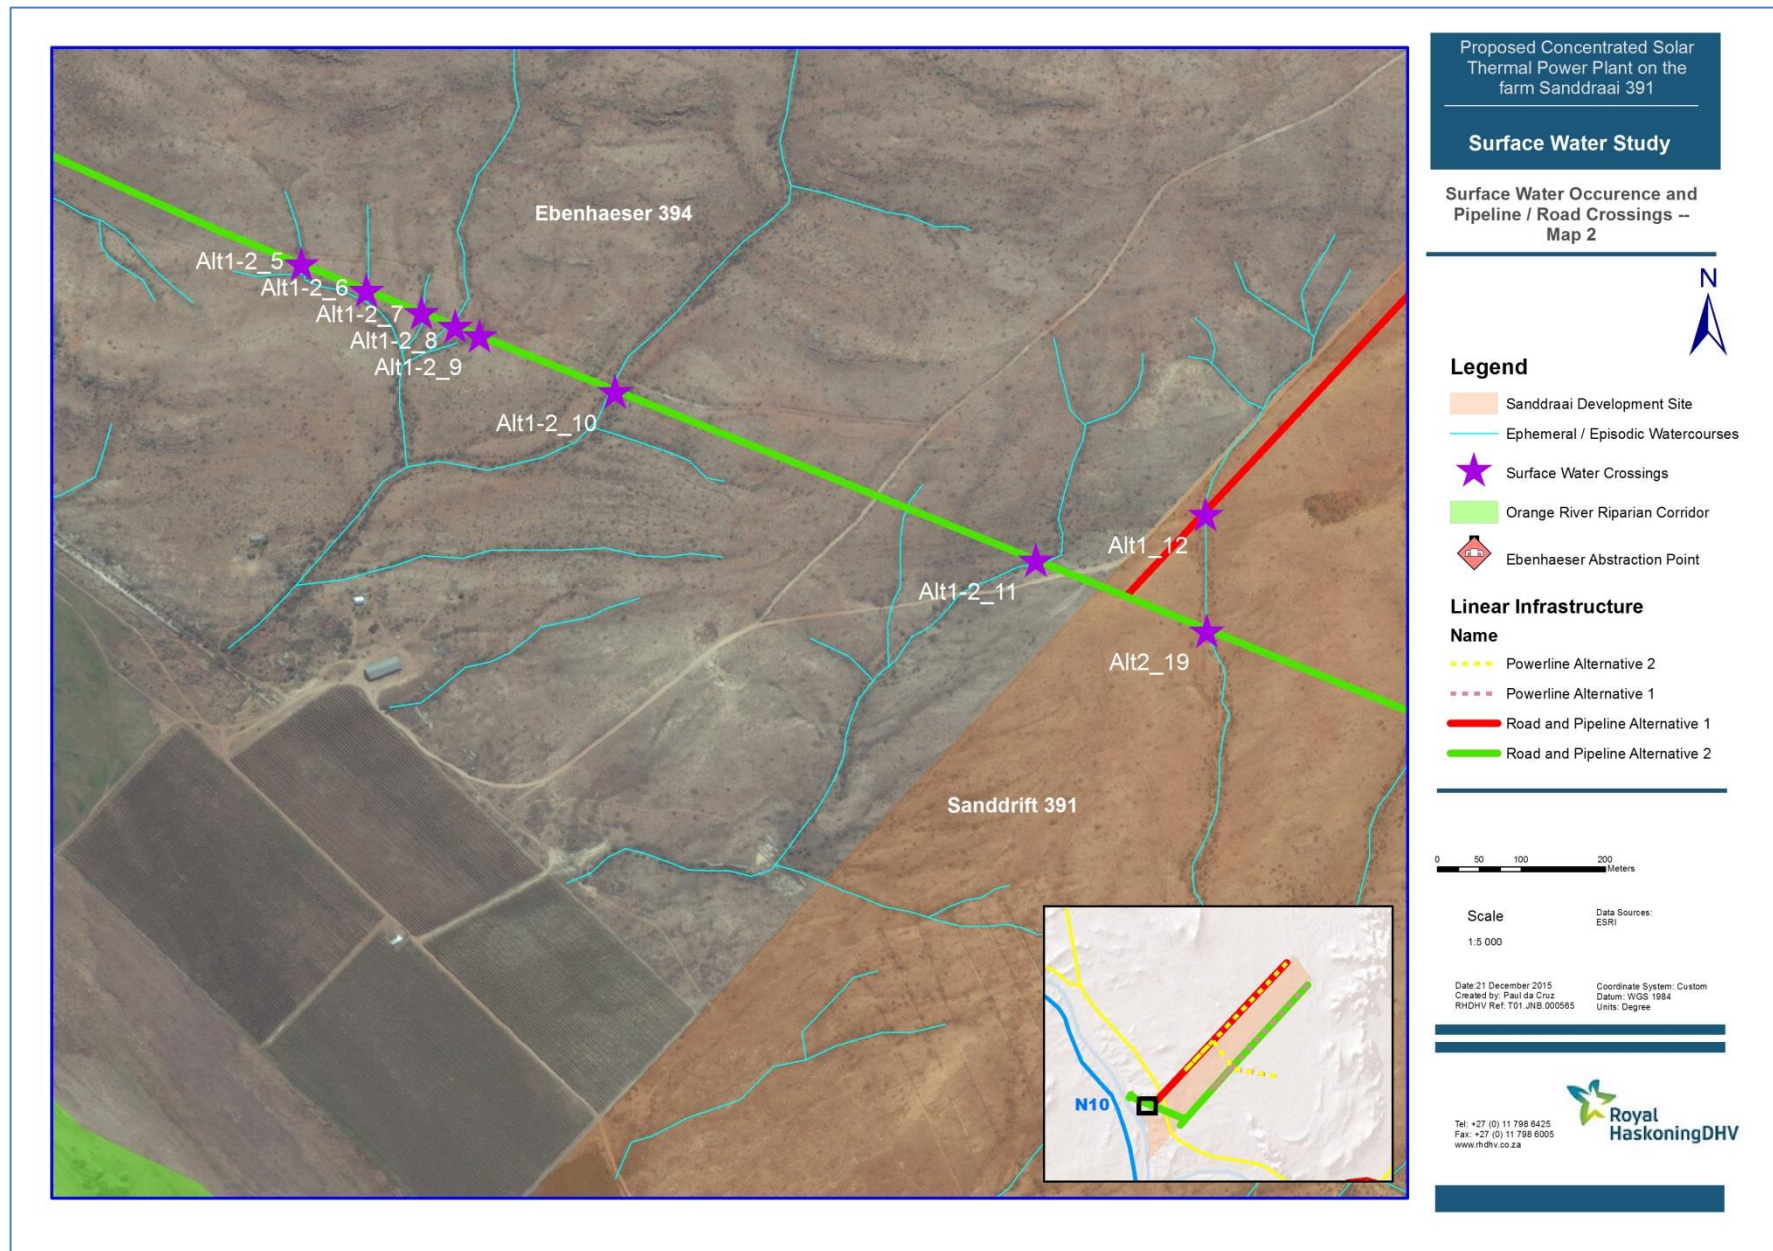 Proposed Concentrated Solar
Thermal Power Plant on the
farm Sanddraai 391
Surface Water Study
Surface Water Occurence and
Pipeline / Road Crossings --
Map 2
N
Legend
Sanddraai Development Site
Ephemeral / Episodic Watercourses
Surface Water Crossings
Orange River Riparian Corridor
Ebenhaeser Abstraction Point
Linear Infrastructure
Name
Powerline Alternative 2
Powerline Alternative 1
Road and Pipeline Alternative 1
Road and Pipeline Alternative 2
0 50 100 200
Meters
Scale
1:5 000
Data Sources:
ESRI
Date:21 December 2015
Created by: Paul da Cruz
RHDHV Ref: T01.JNB.000565
Coordinate System: Custom
Datum: WGS 1984
Units: Degree
Tel: +27 (0) 11 798 6425
Fax: +27 (0) 11 798 6005
www.rhdhv.co.za
Royal
HaskoningDHV
Ebenhaeser 394
Alt1-2_5
Alt1-2_6
Alt1-2_7
Alt1-2_8
Alt1-2_9
Alt1-2_10
Alt1-2_11
Alt1_12
Alt2_19
Sanddrift 391
N10